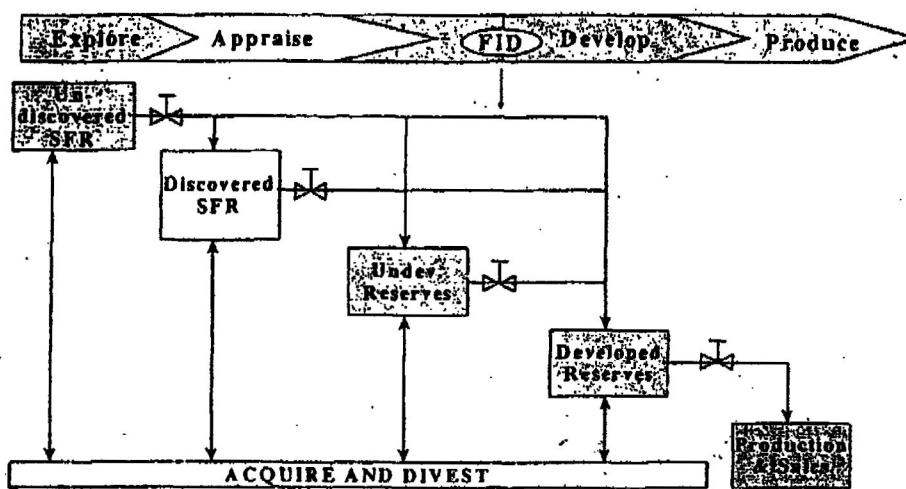 Explore Appraise FID Develop Produce
Un
discovered
SFR
Discovered
SFR
Under
Reserves
Developed
Reserves
Production
Sales
ACQUIRE AND DIVEST